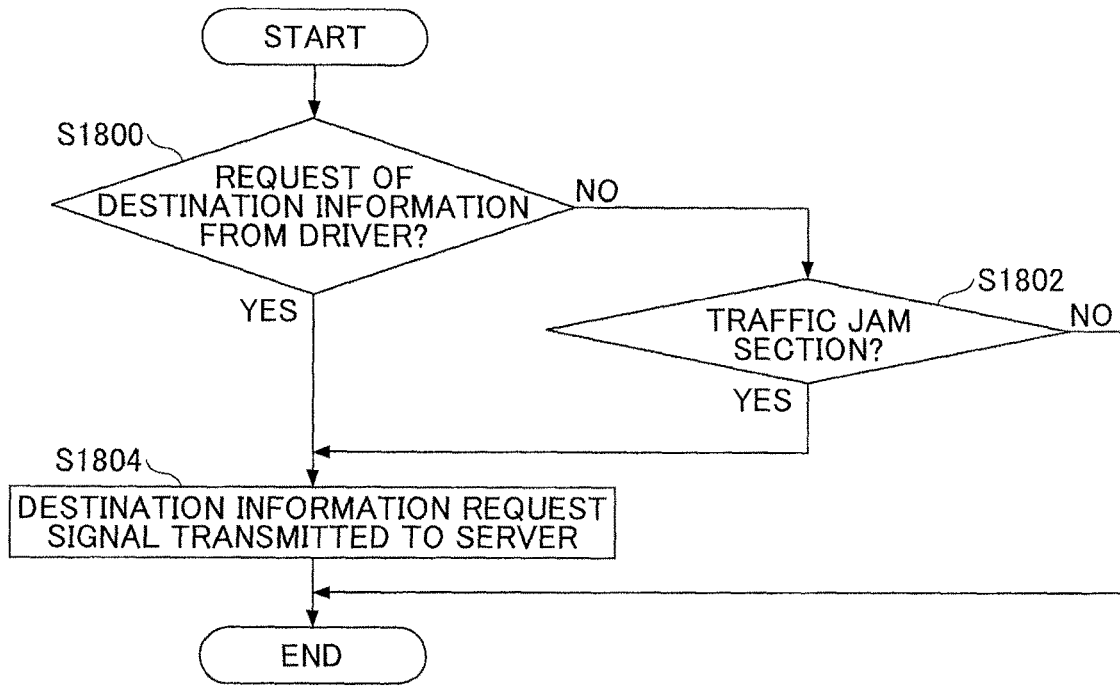 START
S1800
REQUEST OF
DESTINATION INFORMATION
FROM DRIVER?
NO
YES
S1802
TRAFFIC JAM
SECTION?
NO
YES
S1804
DESTINATION INFORMATION REQUEST
SIGNAL TRANSMITTED TO SERVER
END